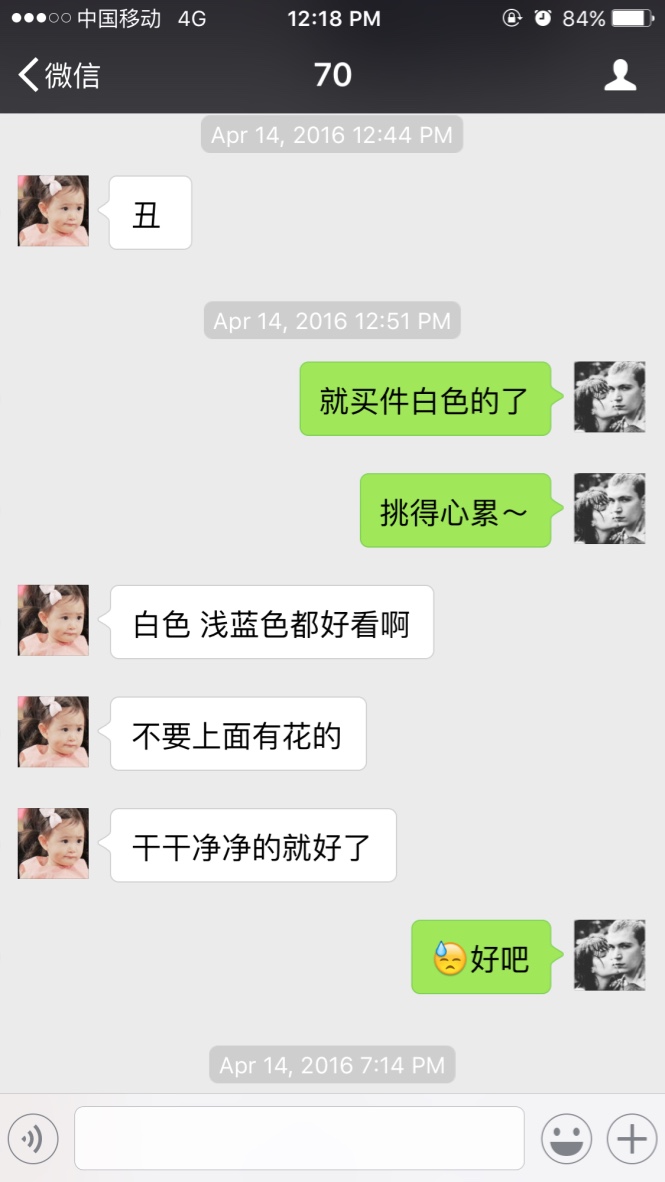 中国移动 4G 12:18 PM 84%
微信 70
Apr 14, 2016 12:44 PM
丑
Apr 14, 2016 12:51 PM
就买件白色的了
挑得心累～
白色 浅蓝色都好看啊
不要上面有花的
干干净净的就好了
😓好吧
Apr 14, 2016 7:14 PM